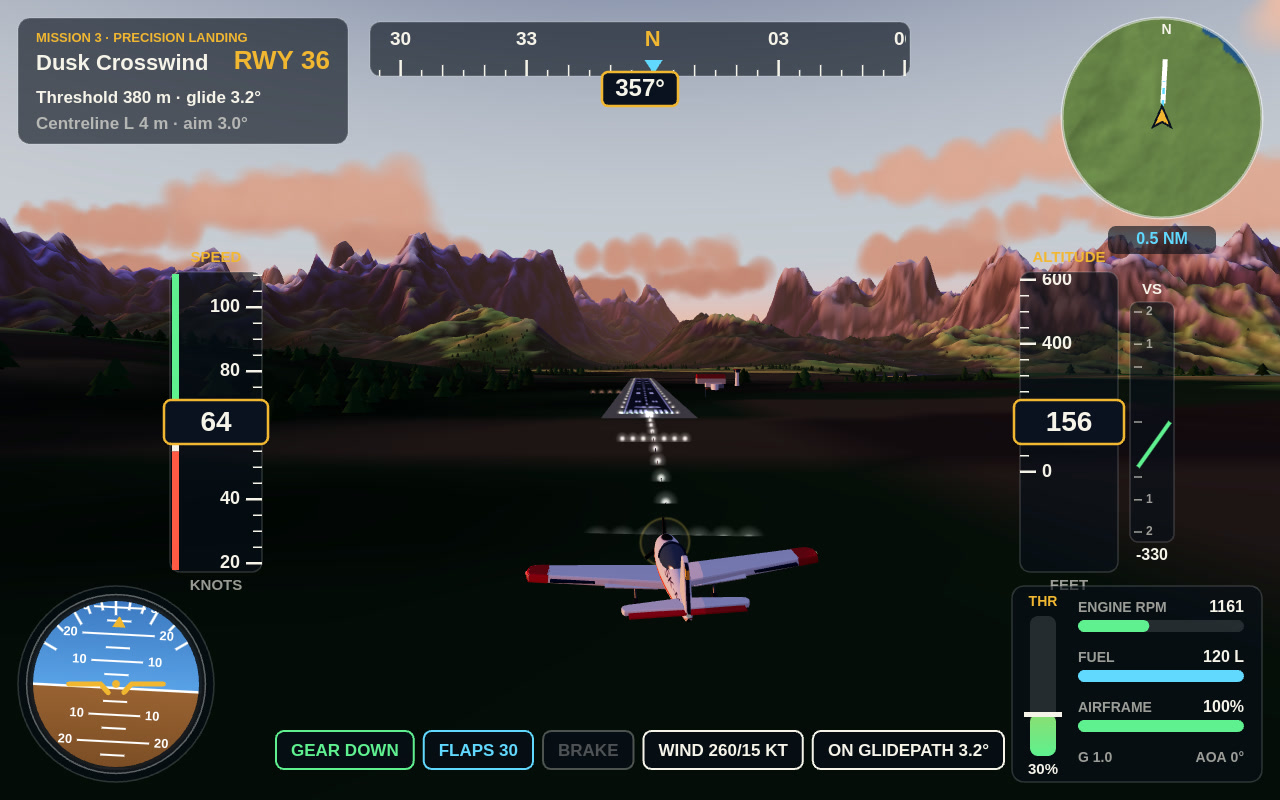 MISSION 3 · PRECISION LANDING
Dusk Crosswind RWY 36
Threshold 380 m · glide 3.2°
Centreline L 4 m · aim 3.0°
30 33 N 03
357°
N
0.5 NM
SPEED
100
80
64
40
20
KNOTS
ALTITUDE
600
400
156
0
FEET
VS
2
1
1
2
-330
20 20
10 10
10 10
20 20
GEAR DOWN
FLAPS 30
BRAKE
WIND 260/15 KT
ON GLIDEPATH 3.2°
THR
30%
ENGINE RPM 1161
FUEL 120 L
AIRFRAME 100%
G 1.0 AOA 0°